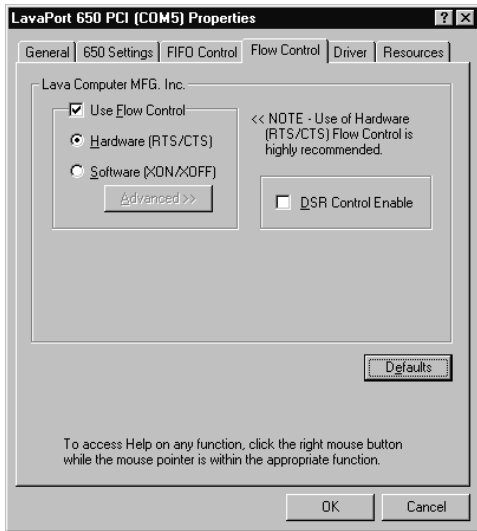 LavaPort 650 PCI (COM5) Properties
General 650 Settings FIFO Control Flow Control Driver Resources
Lava Computer MFG. Inc.
Use Flow Control
Hardware (RTS/CTS)
Software (XON/XOFF)
Advanced >>
<< NOTE - Use of Hardware
(RTS/CTS) Flow Control is
highly recommended.
DSR Control Enable
Defaults
To access Help on any function, click the right mouse button
while the mouse pointer is within the appropriate function.
OK Cancel